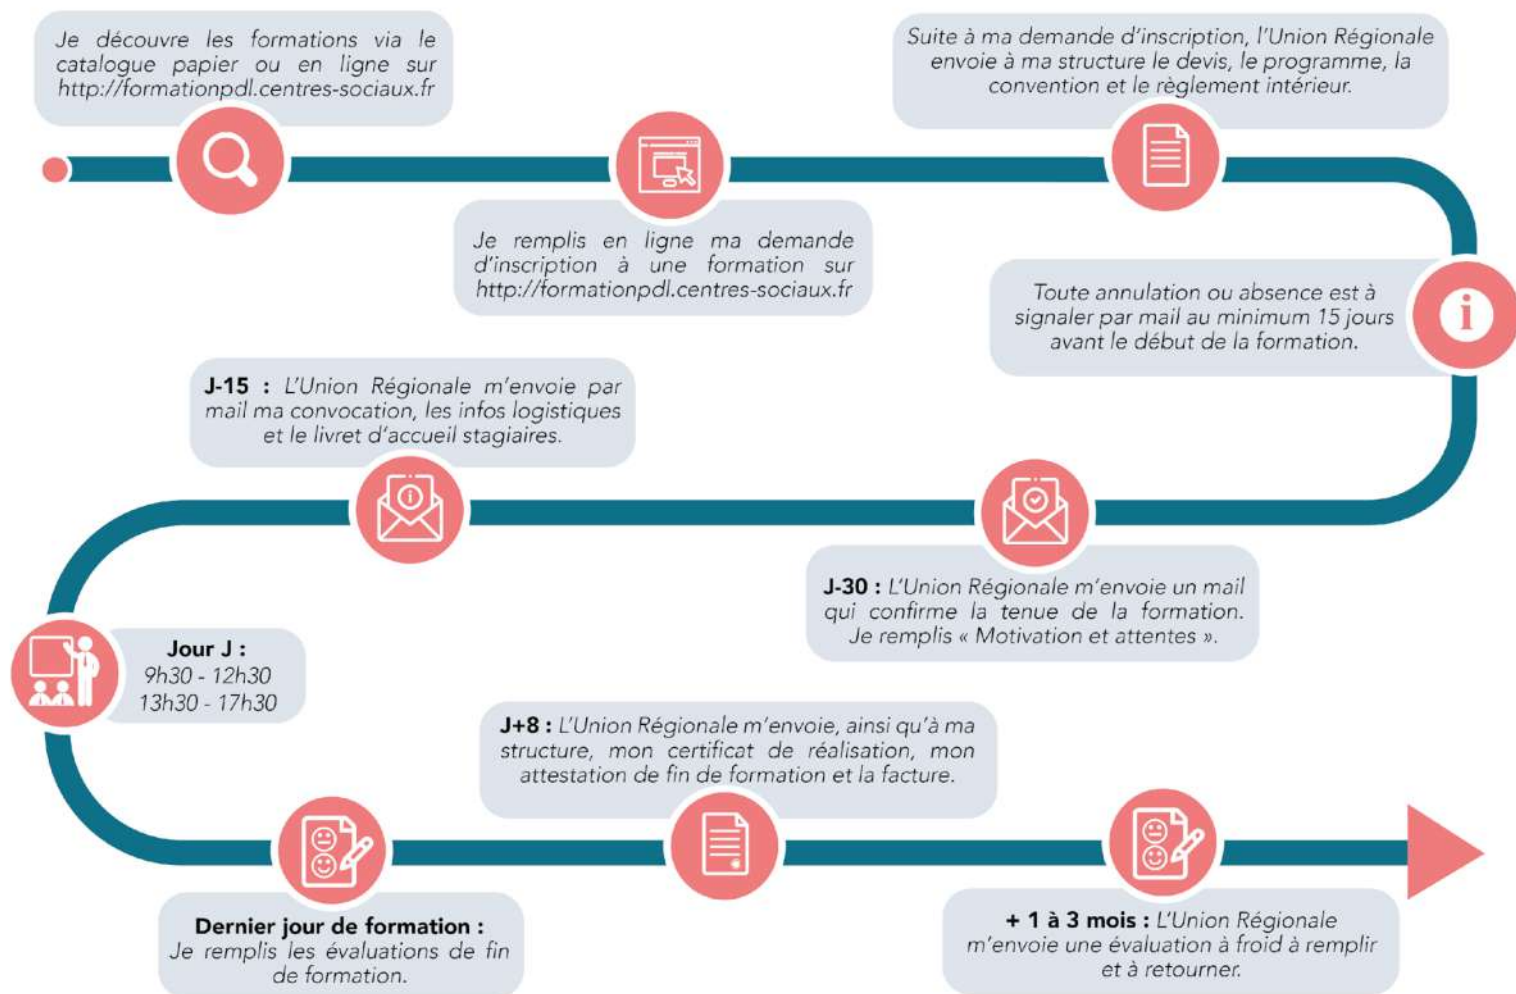 Je découvre les formations via le
catalogue papier ou en ligne sur
http://formationpdl.centres-sociaux.fr
Je remplis en ligne ma demande
d'inscription à une formation sur
http://formationpdl.centres-sociaux.fr
Suite à ma demande d'inscription, l'Union Régionale
envoie à ma structure le devis, le programme, la
convention et le règlement intérieur.
Toute annulation ou absence est à
signaler par mail au minimum 15 jours
avant le début de la formation.
J-30 : L'Union Régionale m'envoie un mail
qui confirme la tenue de la formation.
Je remplis « Motivation et attentes ».
J-15 : L'Union Régionale m'envoie par
mail ma convocation, les infos logistiques
et le livret d'accueil stagiaires.
Jour J :
9h30 - 12h30
13h30 - 17h30
Dernier jour de formation :
Je remplis les évaluations de fin
de formation.
J+8 : L'Union Régionale m'envoie, ainsi qu'à ma
structure, mon certificat de réalisation, mon
attestation de fin de formation et la facture.
+ 1 à 3 mois : L'Union Régionale
m'envoie une évaluation à froid à remplir
et à retourner.